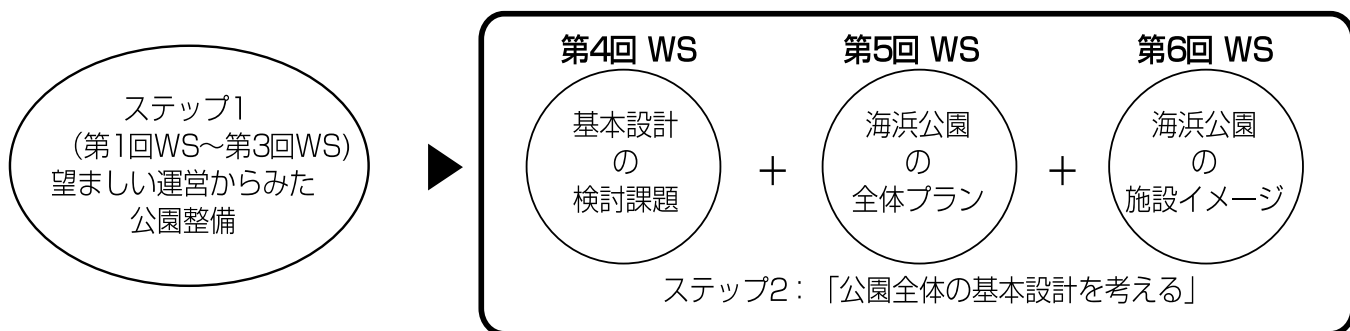 ステップ1
(第1回WS〜第3回WS)
望ましい運営からみた
公園整備
第4回 WS
基本設計
の
検討課題
+
第5回 WS
海浜公園
の
全体プラン
+
第6回 WS
海浜公園
の
施設イメージ
ステップ2：「公園全体の基本設計を考える」